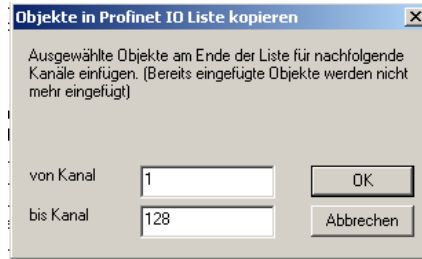 Objekte in Profinet IO Liste kopieren
Ausgewählte Objekte am Ende der Liste für nachfolgende
Kanäle einfügen. (Bereits eingefügte Objekte werden nicht
mehr eingefügt)
von Kanal 1 OK
bis Kanal 128 Abbrechen